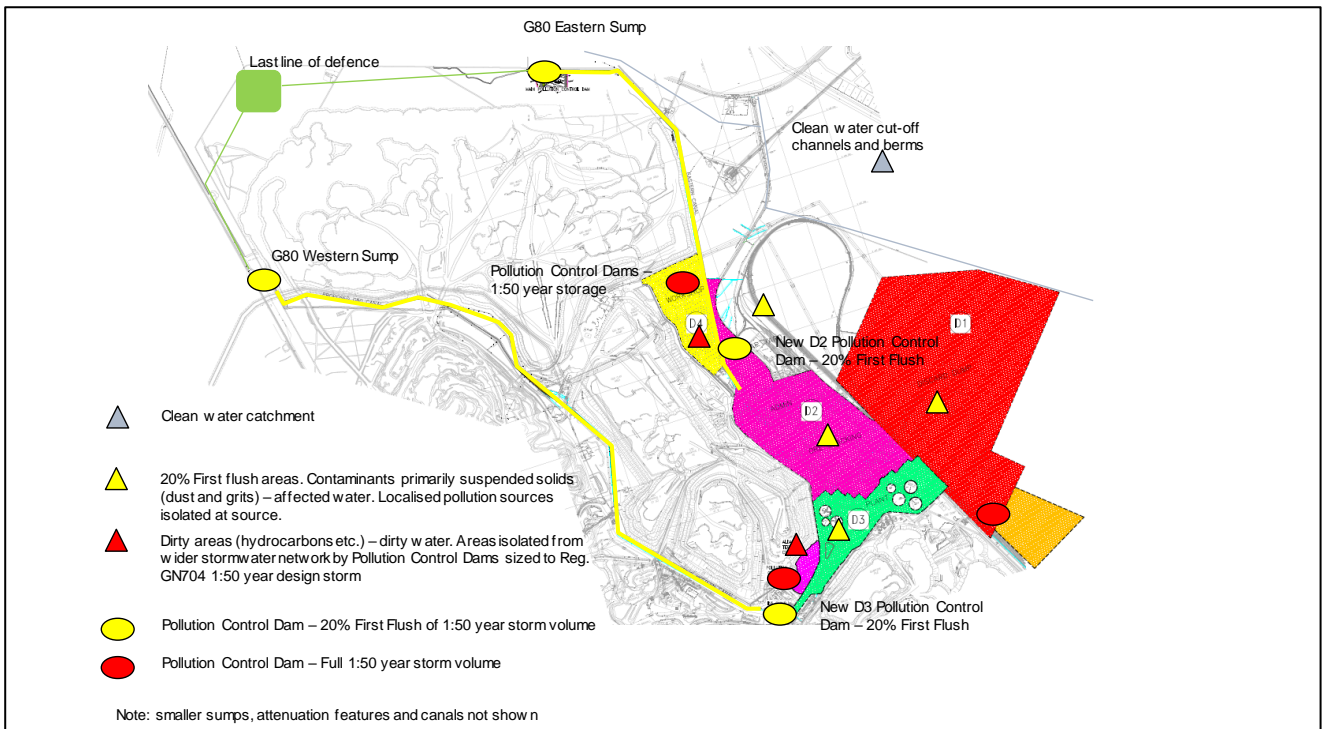 G80 Eastern Sump
Last line of defence
Clean water cut-off
channels and berms
G80 Western Sump
Pollution Control Dams –
1:50 year storage
D1
D4
New D2 Pollution Control
Dam – 20% First Flush
D2
D3
New D3 Pollution Control
Dam – 20% First Flush
Clean water catchment
20% First flush areas. Contaminants primarily suspended solids
(dust and grits) – affected water. Localised pollution sources
isolated at source.
Dirty areas (hydrocarbons etc.) – dirty water. Areas isolated from
wider stormwater network by Pollution Control Dams sized to Reg.
GN704 1:50 year design storm
Pollution Control Dam – 20% First Flush of 1:50 year storm volume
Pollution Control Dam – Full 1:50 year storm volume
Note: smaller sumps, attenuation features and canals not shown